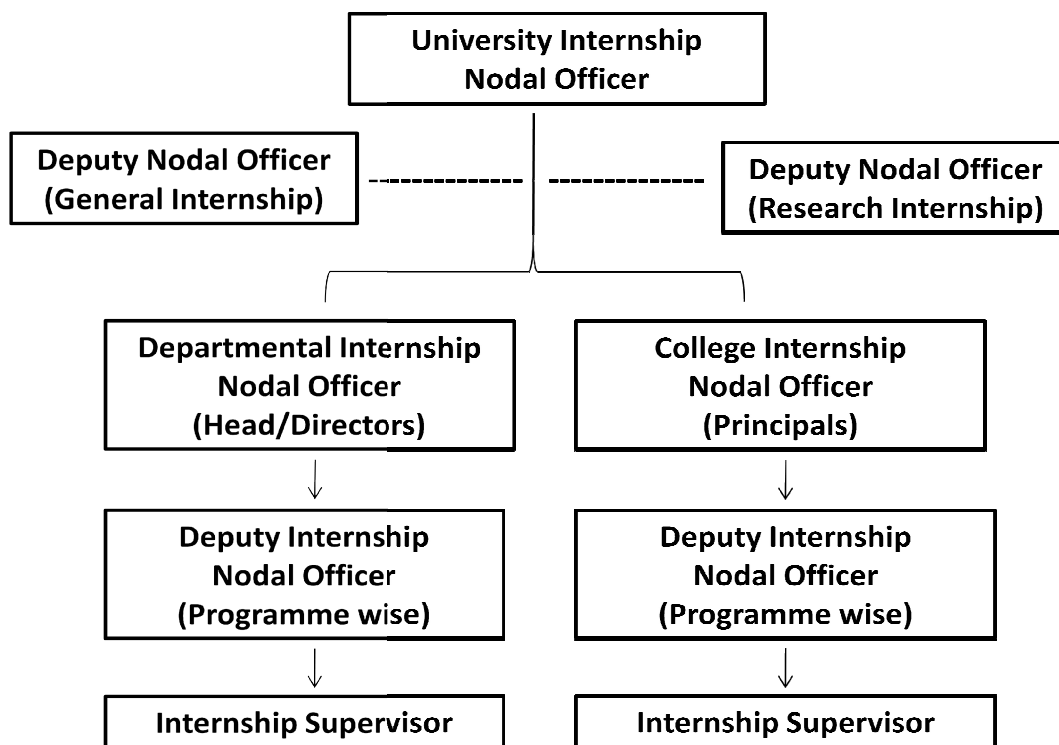 University Internship
Nodal Officer
Deputy Nodal Officer
(General Internship)
Deputy Nodal Officer
(Research Internship)
Departmental Internship
Nodal Officer
(Head/Directors)
College Internship
Nodal Officer
(Principals)
Deputy Internship
Nodal Officer
(Programme wise)
Deputy Internship
Nodal Officer
(Programme wise)
Internship Supervisor
Internship Supervisor